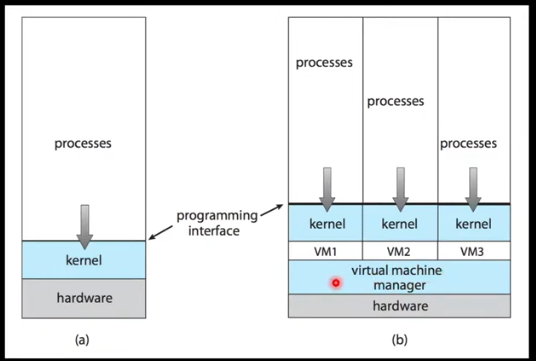 processes
kernel
hardware
(a)
programming
interface
processes
processes
processes
kernel
kernel
kernel
VM1
VM2
VM3
virtual machine
manager
hardware
(b)